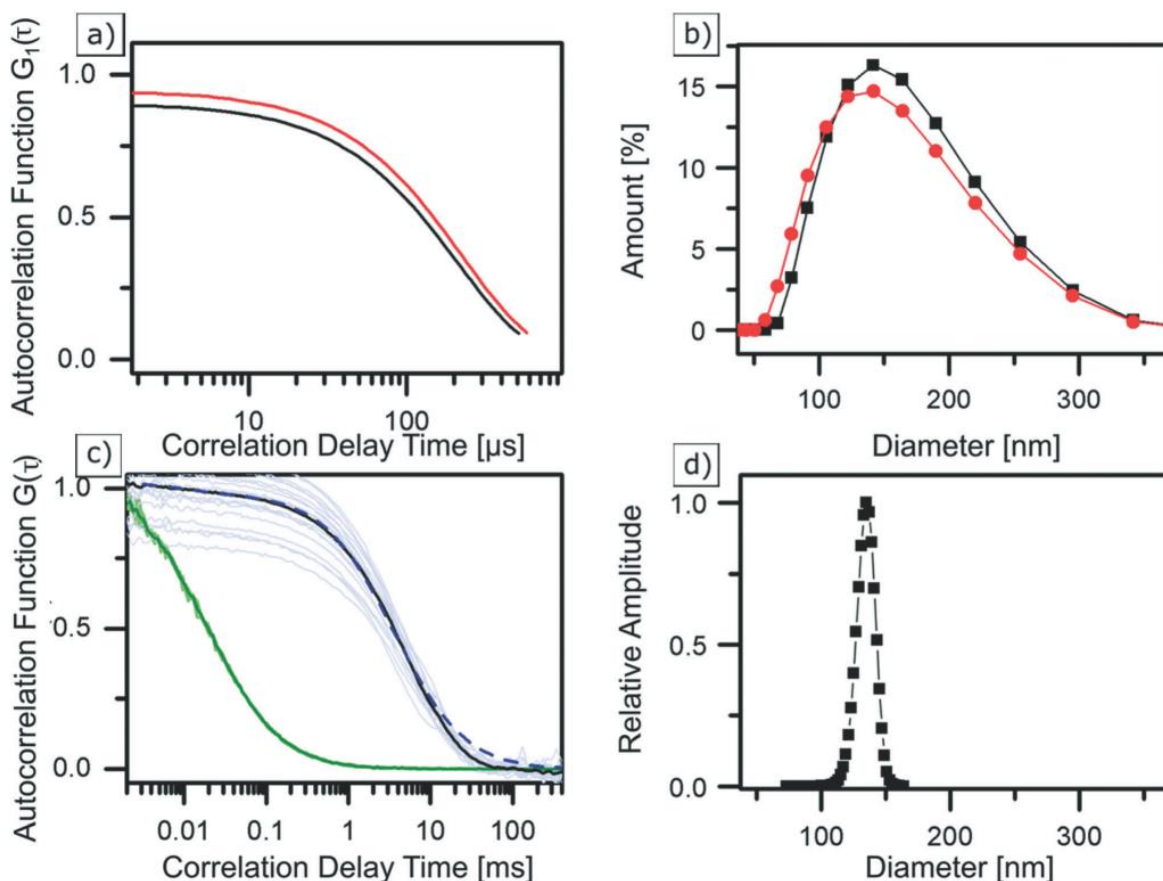 a)
Autocorrelation Function G₁(τ)
1.0
0.5
0.0
10 100
Correlation Delay Time [µs]
b)
Amount [%]
15
10
5
0
100 200 300
Diameter [nm]
c)
Autocorrelation Function G(τ)
1.0
0.5
0.0
0.01 0.1 1 10 100
Correlation Delay Time [ms]
d)
Relative Amplitude
1.0
0.5
0.0
100 200 300
Diameter [nm]